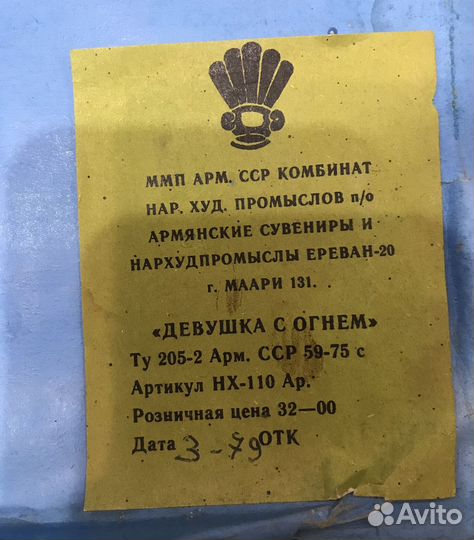 ММП АРМ. ССР КОМБИНАТ
НАР. ХУД. ПРОМЫСЛОВ п/о
АРМЯНСКИЕ СУВЕНИРЫ И
НАРХУДПРОМЫСЛЫ ЕРЕВАН-20
г. МААРИ 131.
«ДЕВУШКА С ОГНЕМ»
Ту 205-2 Арм. ССР 59-75 с
Артикул НХ-110 Ар.
Розничная цена 32—00
Дата 3-79 ОТК
Avito